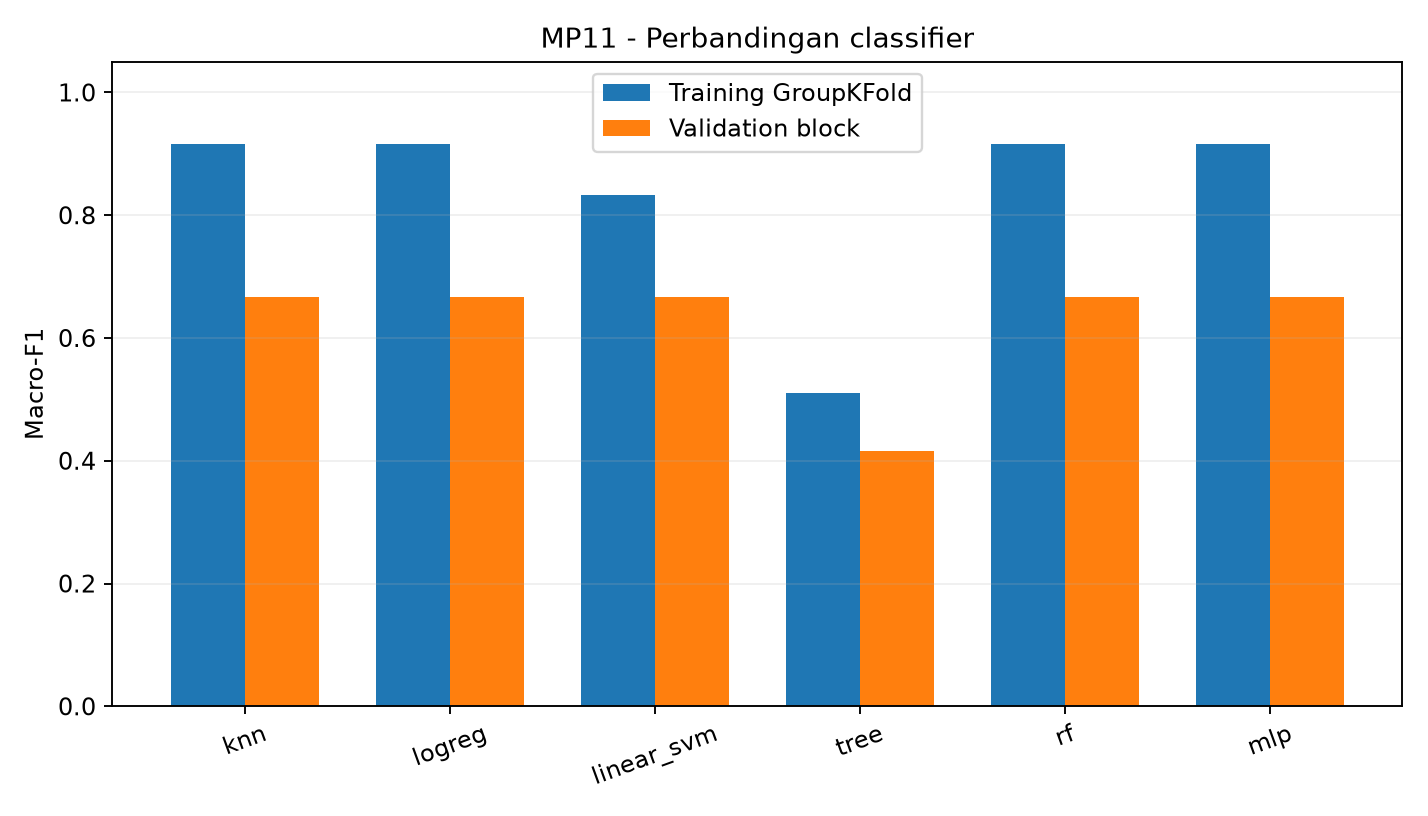 MP11 - Perbandingan classifier
Training GroupKFold
Validation block
Macro-F1
1.0
0.8
0.6
0.4
0.2
0.0
knn
logreg
linear_svm
tree
rf
mlp